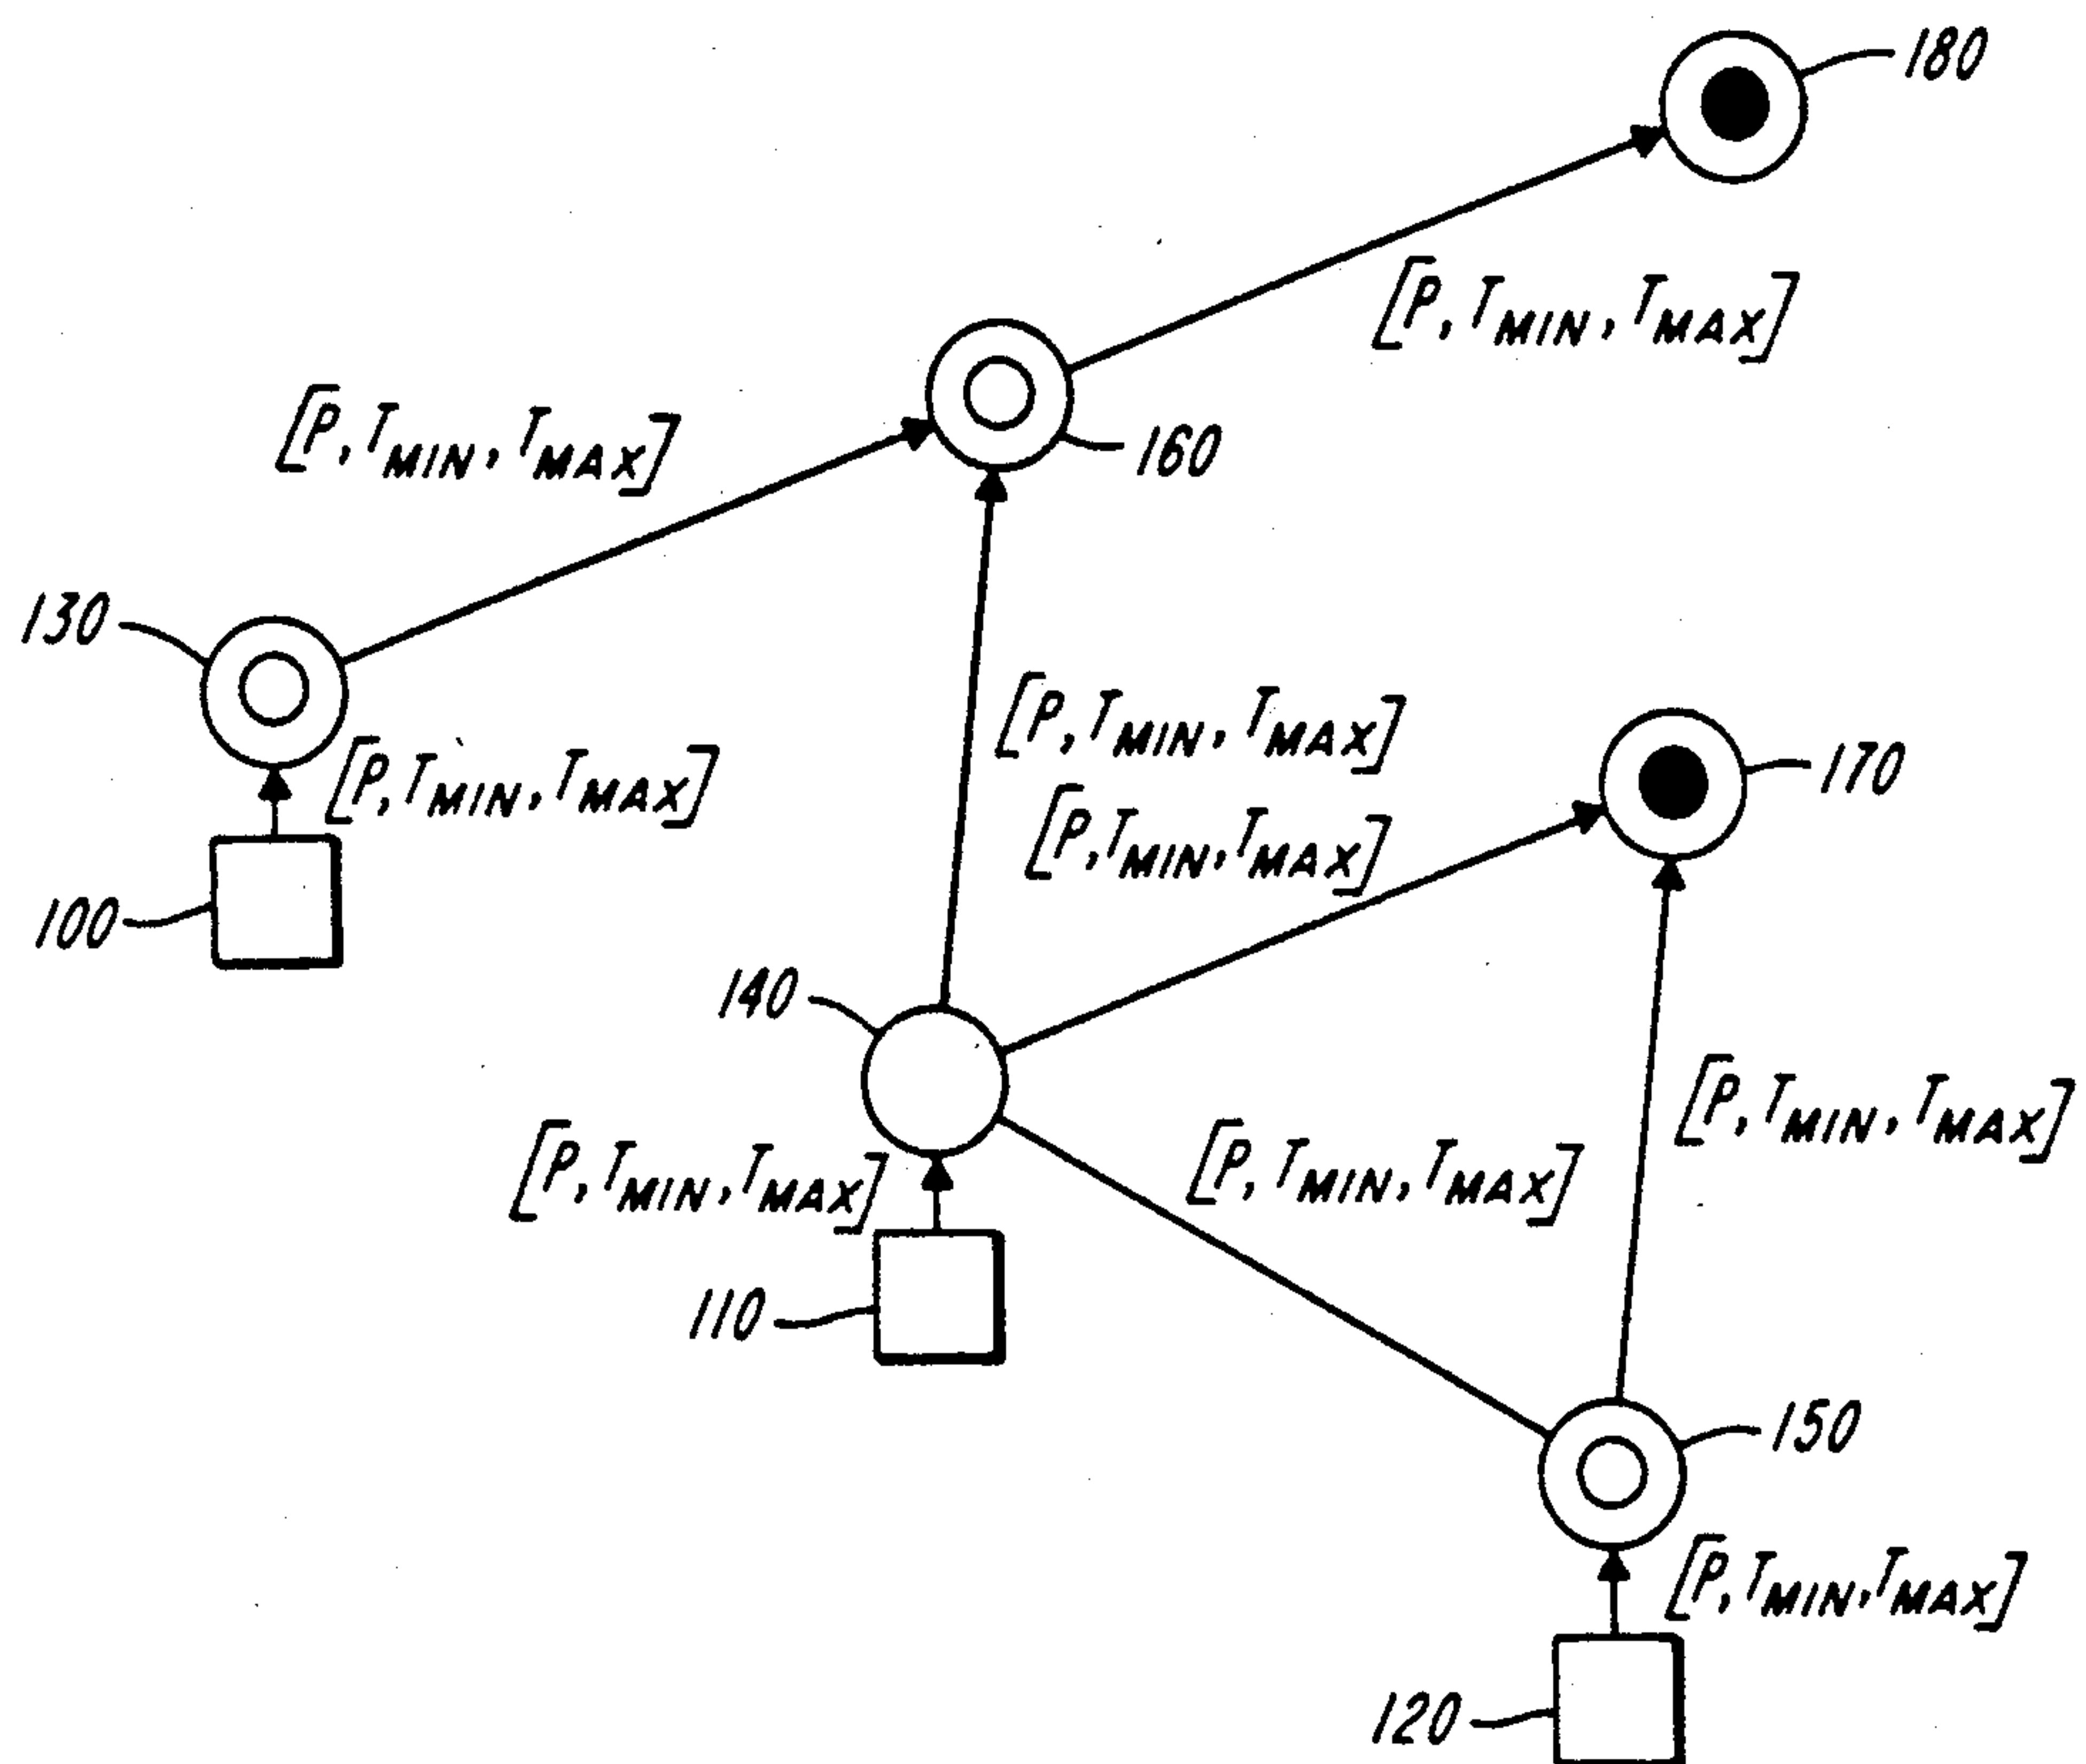 180
[P, TMIN, TMAX]
[P, TMIN, TMAX]
160
130
[P, TMIN, TMAX]
170
[P, TMIN, TMAX]
[P, TMIN, TMAX]
100
140
[P, TMIN, TMAX]
[P, TMIN, TMAX]
[P, TMIN, TMAX]
110
150
[P, TMIN, TMAX]
120